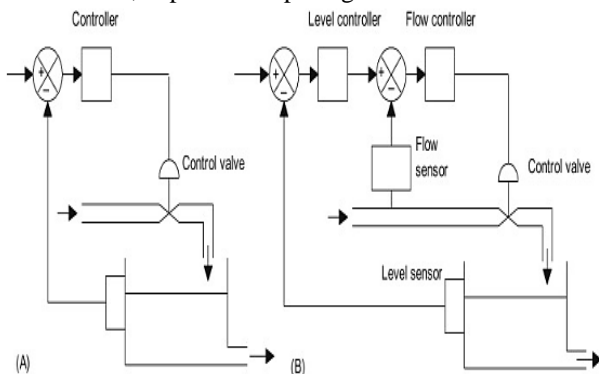 Controller
Level controller
Flow controller
Flow
sensor
Control valve
Control valve
Level sensor
(A)
(B)